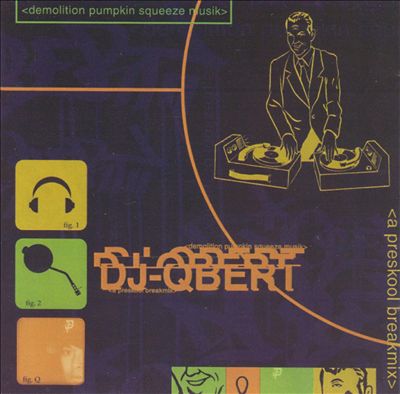 <demolition pumpkin squeeze musik>
<a preskool breakmix>
fig. 1
<demolition pumpkin squeeze musik>
DJ-QBERT
<a preskool breakmix>
fig. 2
fig. Q